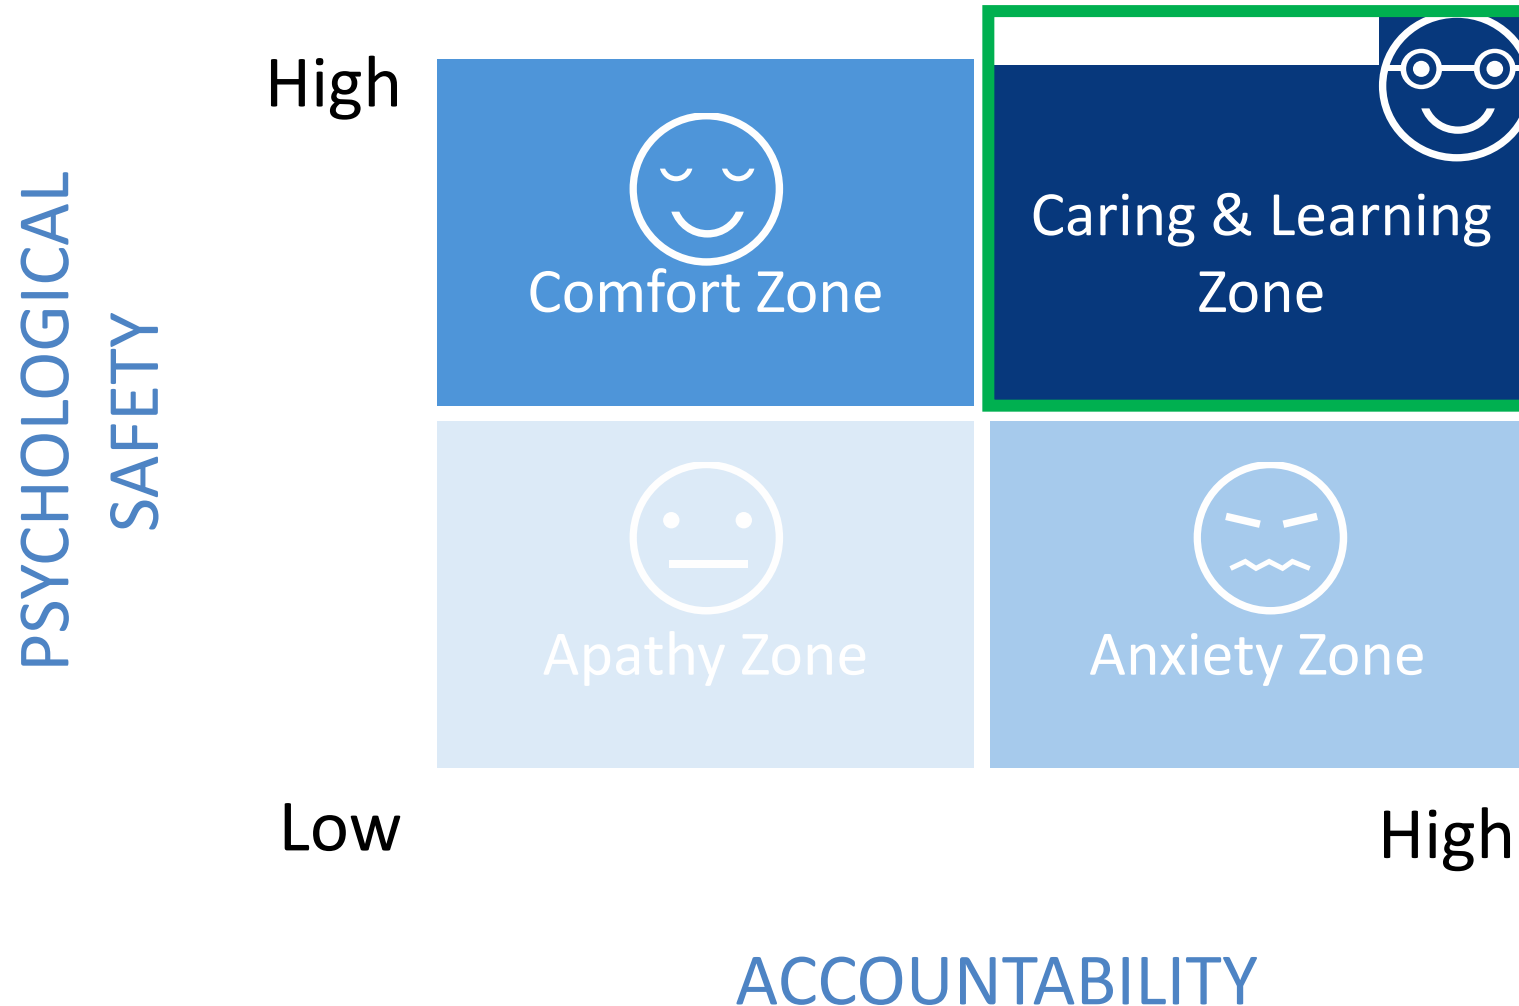 PSYCHOLOGICAL
SAFETY
High
Comfort Zone
Caring & Learning
Zone
Apathy Zone
Anxiety Zone
Low
High
ACCOUNTABILITY